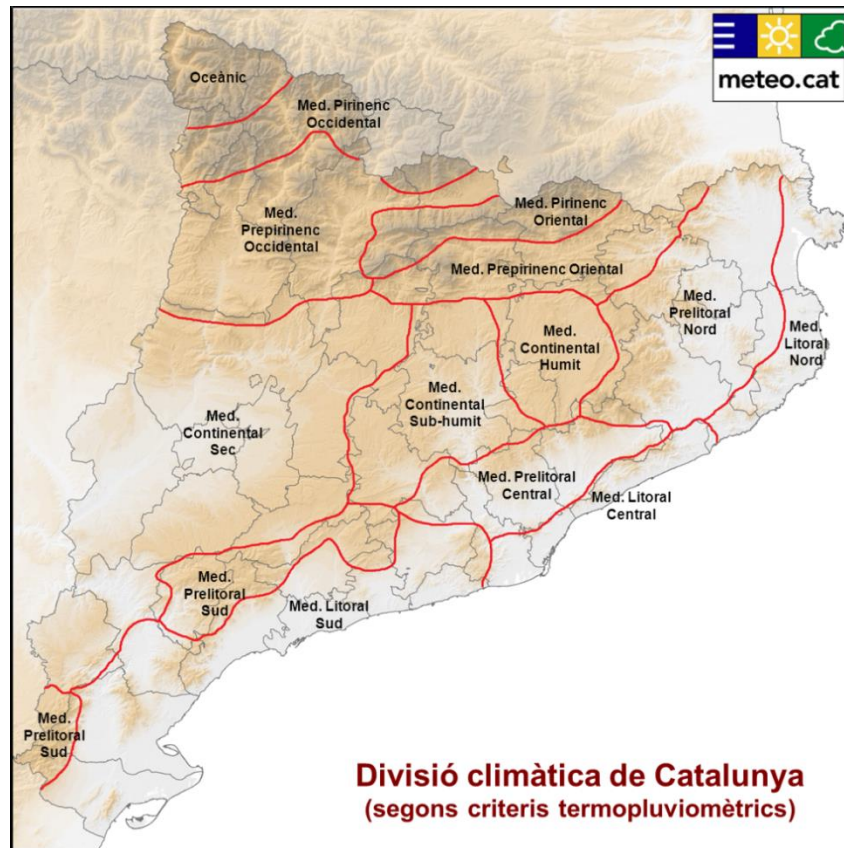 meteo.cat
Oceànic
Med. Pirinenc
Occidental
Med. Pirinenc
Oriental
Med.
Prepirinenc
Occidental
Med. Prepirinenc Oriental
Med.
Prelitoral
Nord
Med.
Litoral
Nord
Med.
Continental
Humit
Med.
Continental
Sub-humit
Med.
Continental
Sec
Med. Prelitoral
Central
Med. Litoral
Central
Med.
Prelitoral
Sud
Med. Litoral
Sud
Med.
Prelitoral
Sud
Divisió climàtica de Catalunya
(segons criteris termopluviomètrics)